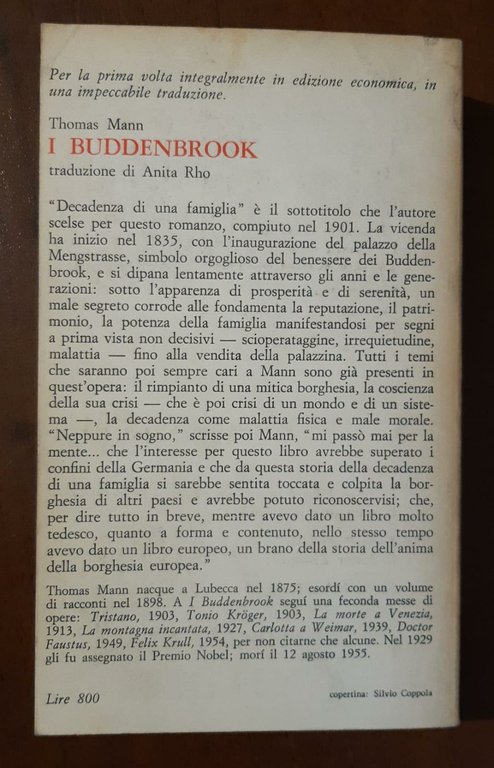 Per la prima volta integralmente in edizione economica, in
una impeccabile traduzione.
Thomas Mann
I BUDDENBROOK
traduzione di Anita Rho
"Decadenza di una famiglia" è il sottotitolo che l'autore
scelse per questo romanzo, compiuto nel 1901. La vicenda
ha inizio nel 1835, con l'inaugurazione del palazzo della
Mengstrasse, simbolo orgoglioso del benessere dei Budden-
brook, e si dipana lentamente attraverso gli anni e le gene-
razioni: sotto l'apparenza di prosperità e di serenità, un
male segreto corrode alle fondamenta la reputazione, il patri-
monio, la potenza della famiglia manifestandosi per segni
a prima vista non decisivi — scioperataggine, irrequietudine,
malattia — fino alla vendita della palazzina. Tutti i temi
che saranno poi sempre cari a Mann sono già presenti in
quest'opera: il rimpianto di una mitica borghesia, la coscienza
della sua crisi — che è poi crisi di un mondo e di un siste-
ma —, la decadenza come malattia fisica e male morale.
"Neppure in sogno," scrisse poi Mann, "mi passò mai per la
mente... che l'interesse per questo libro avrebbe superato i
confini della Germania e che da questa storia della decadenza
di una famiglia si sarebbe sentita toccata e colpita la bor-
ghesia di altri paesi e avrebbe potuto riconoscervisi; che,
per dire tutto in breve, mentre avevo dato un libro molto
tedesco, quanto a forma e contenuto, nello stesso tempo
avevo dato un libro europeo, un brano della storia dell'anima
della borghesia europea."
Thomas Mann nacque a Lubecca nel 1875; esordí con un volume
di racconti nel 1898. A I Buddenbrook seguí una feconda messe di
opere: Tristano, 1903, Tonio Kröger, 1903, La morte a Venezia,
1913, La montagna incantata, 1927, Carlotta a Weimar, 1939, Doctor
Faustus, 1949, Felix Krull, 1954, per non citarne che alcune. Nel 1929
gli fu assegnato il Premio Nobel; morí il 12 agosto 1955.
Lire 800
copertina: Silvio Coppola